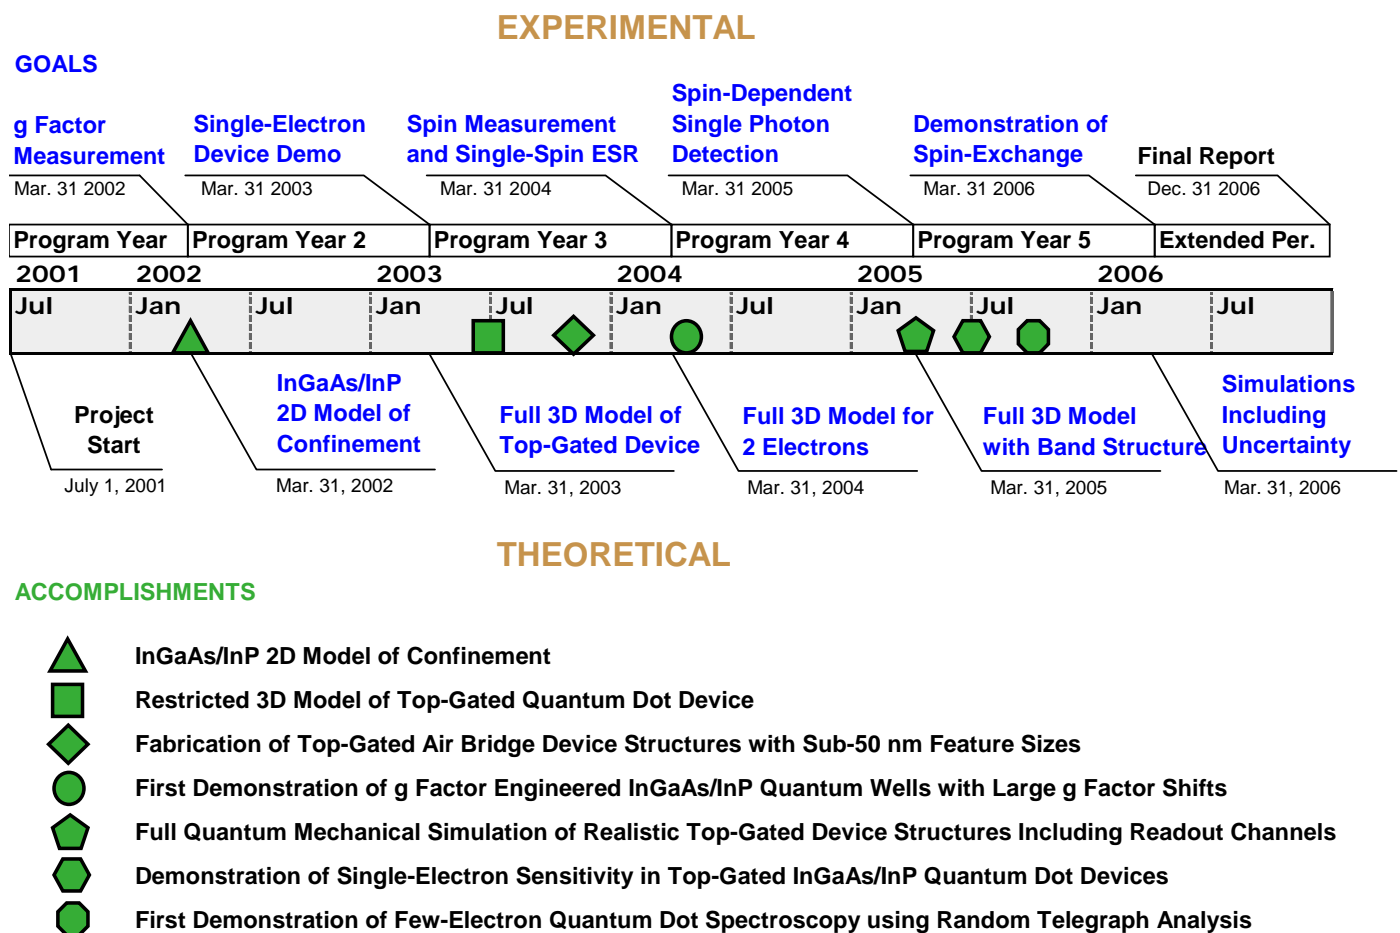 EXPERIMENTAL
GOALS
g Factor
Measurement
Mar. 31 2002
Single-Electron
Device Demo
Mar. 31 2003
Spin Measurement
and Single-Spin ESR
Mar. 31 2004
Spin-Dependent
Single Photon
Detection
Mar. 31 2005
Demonstration of
Spin-Exchange
Mar. 31 2006
Final Report
Dec. 31 2006
Program Year
Program Year 2
Program Year 3
Program Year 4
Program Year 5
Extended Per.
2001 2002 2003 2004 2005 2006
Jul Jan Jul Jan Jul Jan Jul Jan Jul Jan Jul
Project
Start
July 1, 2001
InGaAs/InP
2D Model of
Confinement
Mar. 31, 2002
Full 3D Model of
Top-Gated Device
Mar. 31, 2003
Full 3D Model for
2 Electrons
Mar. 31, 2004
Full 3D Model
with Band Structure
Mar. 31, 2005
Simulations
Including
Uncertainty
Mar. 31, 2006
THEORETICAL
ACCOMPLISHMENTS
InGaAs/InP 2D Model of Confinement
Restricted 3D Model of Top-Gated Quantum Dot Device
Fabrication of Top-Gated Air Bridge Device Structures with Sub-50 nm Feature Sizes
First Demonstration of g Factor Engineered InGaAs/InP Quantum Wells with Large g Factor Shifts
Full Quantum Mechanical Simulation of Realistic Top-Gated Device Structures Including Readout Channels
Demonstration of Single-Electron Sensitivity in Top-Gated InGaAs/InP Quantum Dot Devices
First Demonstration of Few-Electron Quantum Dot Spectroscopy using Random Telegraph Analysis